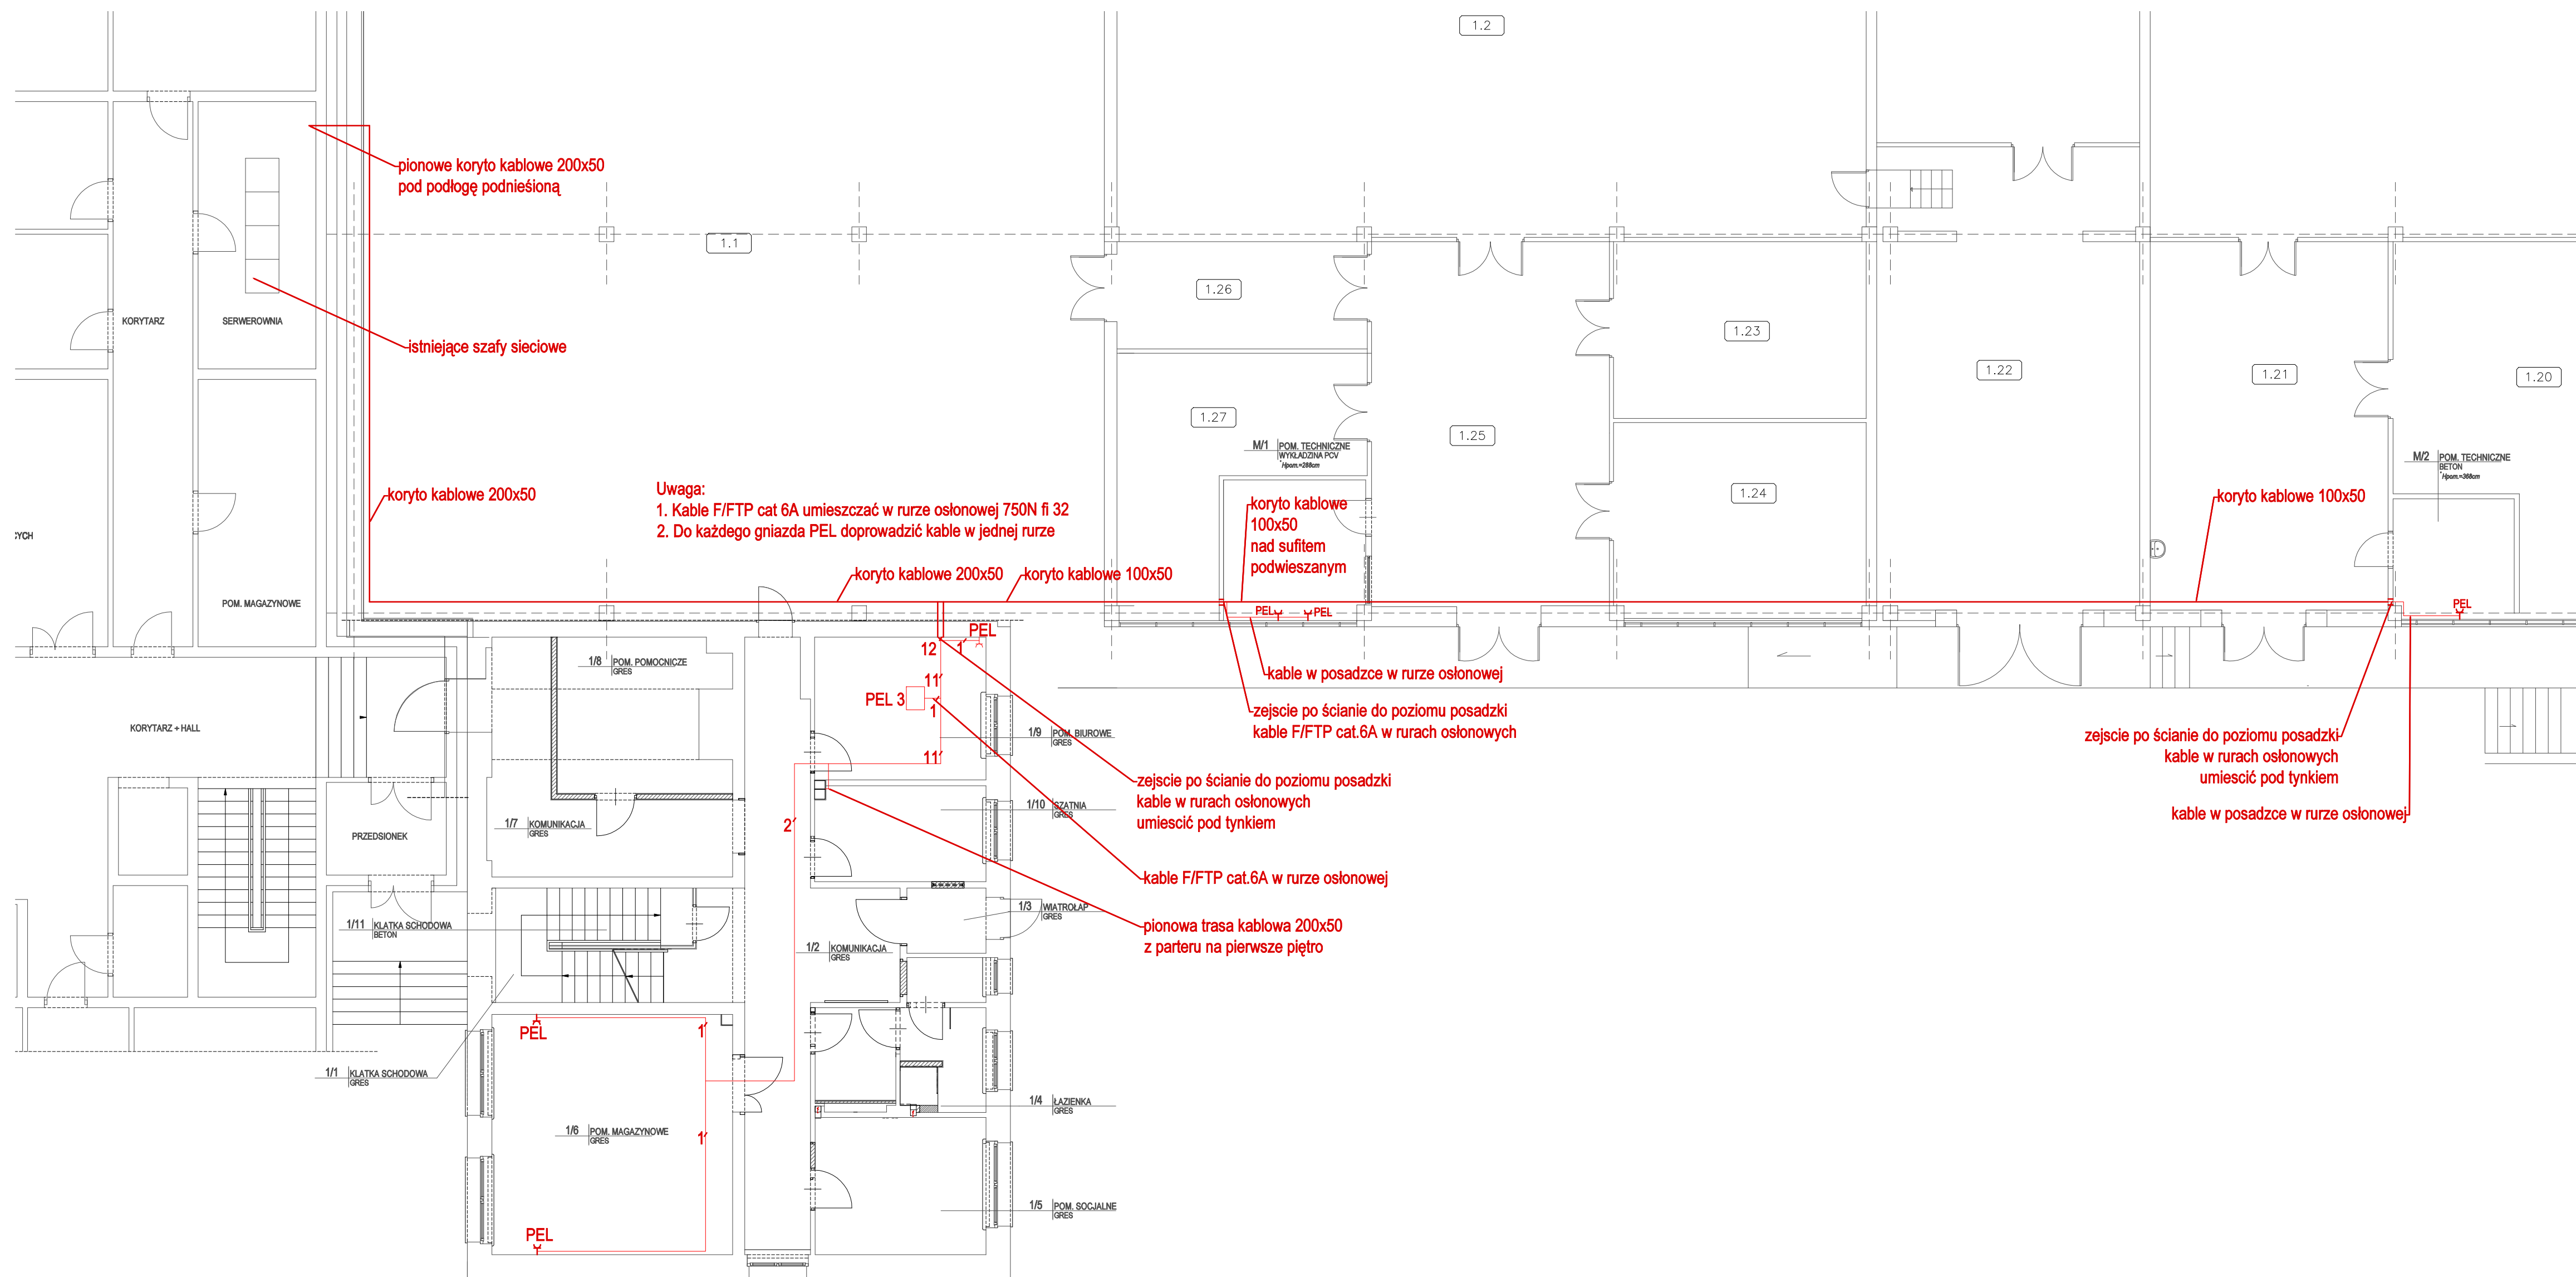 1.2
pionowe koryto kablowe 200x50
pod podłogę podnieśioną
1.1
1.26
KORYTARZ
SERWEROWNIA
istniejące szafy sieciowe
1.23
1.22
1.21
1.20
1.27
1.25
M/1 POM. TECHNICZNE
WYKŁADZINA PCV
Hpom.=288cm
M/2 POM. TECHNICZNE
BETON
Hpom.=368cm
koryto kablowe 200x50
Uwaga:
1. Kable F/FTP cat 6A umieszczać w rurze osłonowej 750N fi 32
2. Do każdego gniazda PEL doprowadzić kable w jednej rurze
koryto kablowe
100x50
nad sufitem
podwieszanym
1.24
koryto kablowe 100x50
CYCH
koryto kablowe 200x50
koryto kablowe 100x50
POM. MAGAZYNOWE
PEL
PEL
PEL
PEL
12
1
1/8 POM. POMOCNICZE
GRES
11
kable w posadzce w rurze osłonowej
PEL 3
1
zejscie po ścianie do poziomu posadzki
kable F/FTP cat.6A w rurach osłonowych
KORYTARZ + HALL
1/9 POM. BIUROWE
GRES
zejscie po ścianie do poziomu posadzki
kable w rurach osłonowych
umiescić pod tynkiem
11
zejscie po ścianie do poziomu posadzki
kable w rurach osłonowych
umiescić pod tynkiem
1/10 SZATNIA
GRES
kable w posadzce w rurze osłonowej
1/7 KOMUNIKACJA
GRES
2
PRZEDSIONEK
kable F/FTP cat.6A w rurze osłonowej
1/3 WIATROŁAP
GRES
1/11 KLATKA SCHODOWA
BETON
pionowa trasa kablowa 200x50
z parteru na pierwsze piętro
1/2 KOMUNIKACJA
GRES
PEL
1
1/1 KLATKA SCHODOWA
GRES
1/4 ŁAZIENKA
GRES
1/6 POM. MAGAZYNOWE
GRES
1
1/5 POM. SOCJALNE
GRES
PEL